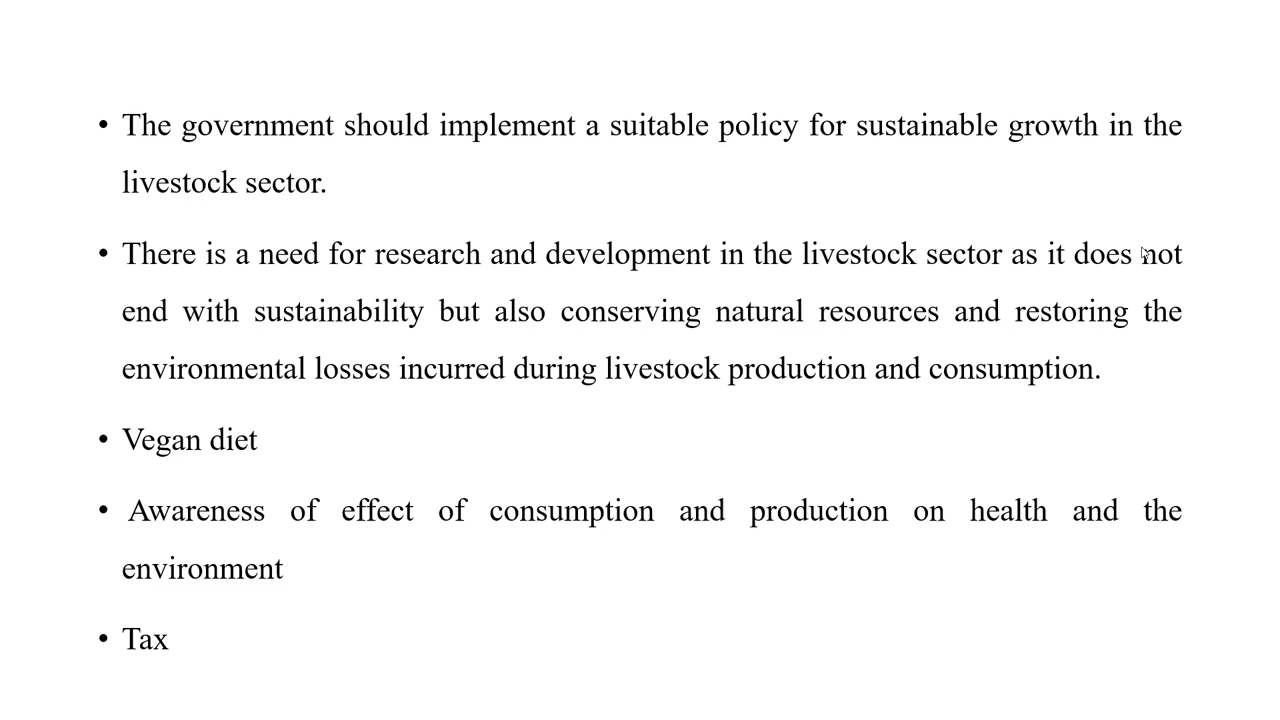 • The government should implement a suitable policy for sustainable growth in the
livestock sector.
• There is a need for research and development in the livestock sector as it does not
end with sustainability but also conserving natural resources and restoring the
environmental losses incurred during livestock production and consumption.
• Vegan diet
• Awareness of effect of consumption and production on health and the
environment
• Tax